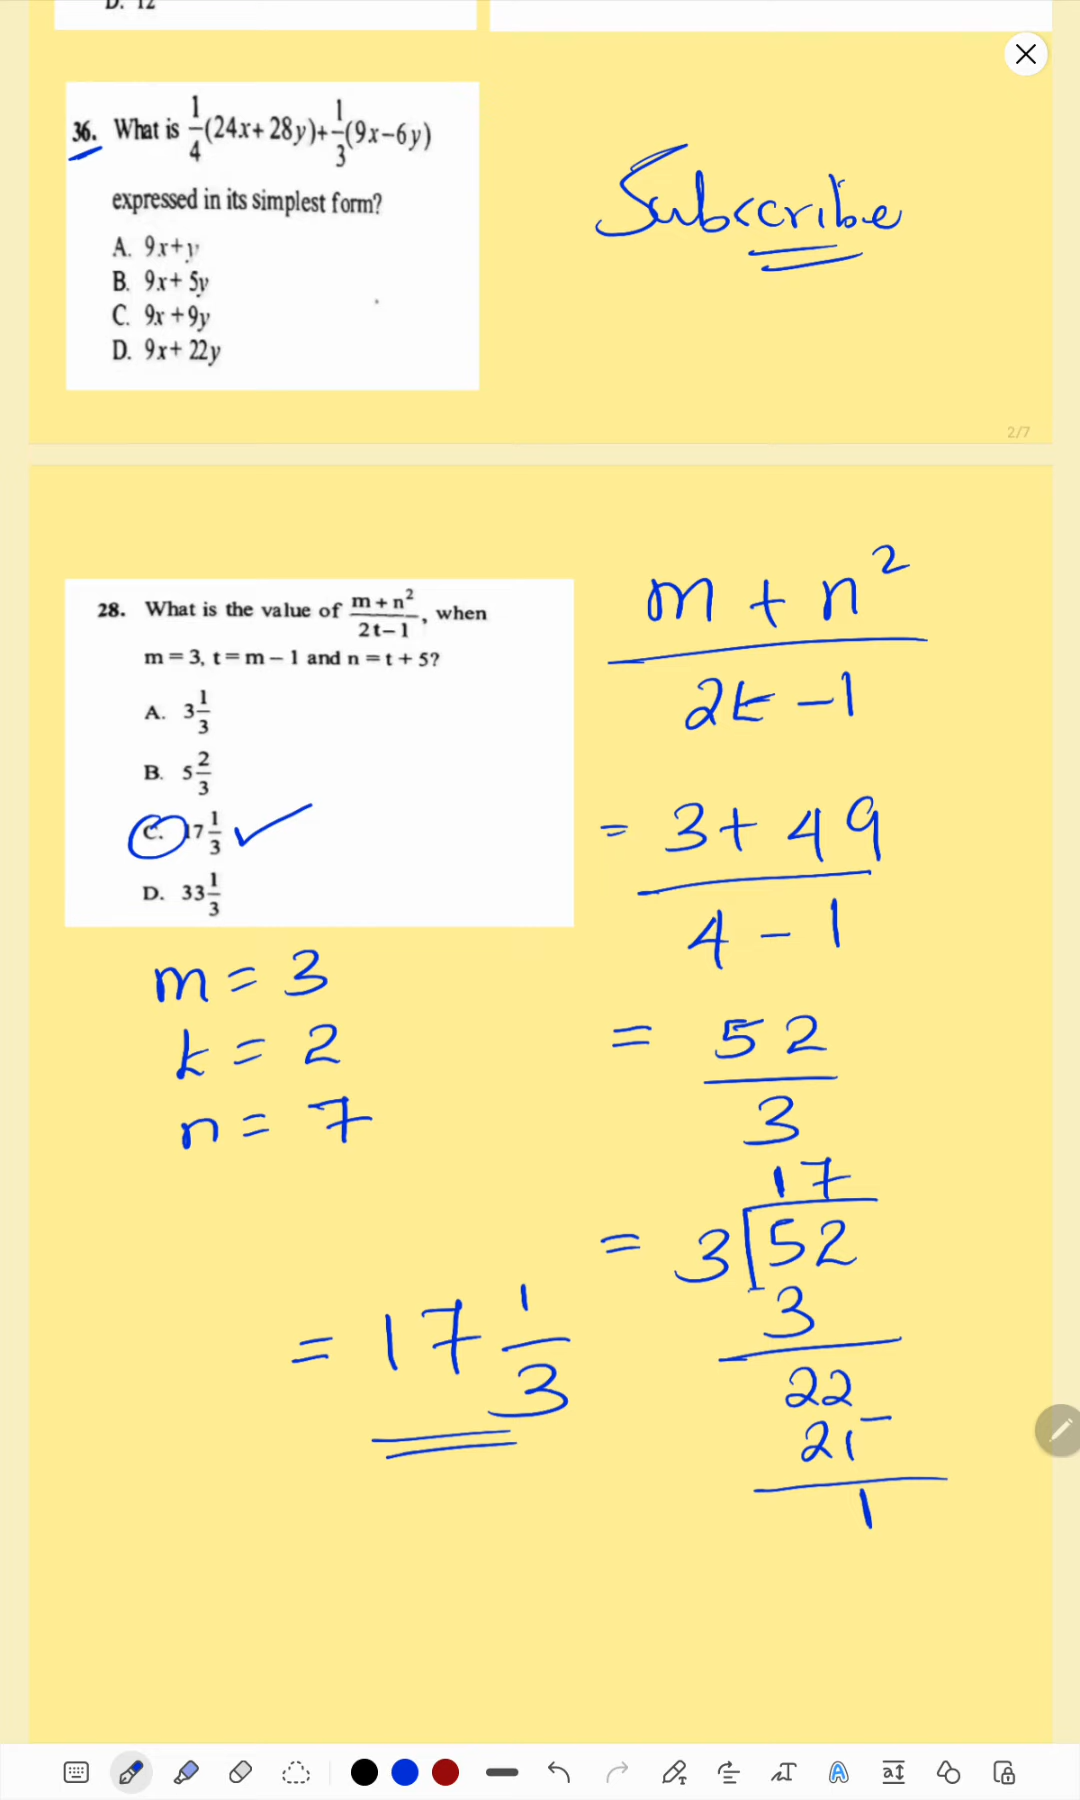 D. 12
36. What is 1/4(24x+28y)+1/3(9x-6y)
expressed in its simplest form?
A. 9x+y
B. 9x+ 5y
C. 9x +9y
D. 9x+ 22y
Subscribe
2/7
28. What is the value of (m+n²)/(2t-1), when
m = 3, t = m - 1 and n = t + 5?
A. 3 1/3
B. 5 2/3
C. 17 1/3
D. 33 1/3
m = 3
t = 2
n = 7
= 17 1/3
m + n²
2t - 1
= 3 + 49
4 - 1
= 52
3
17
= 3 52
3
22
21
1